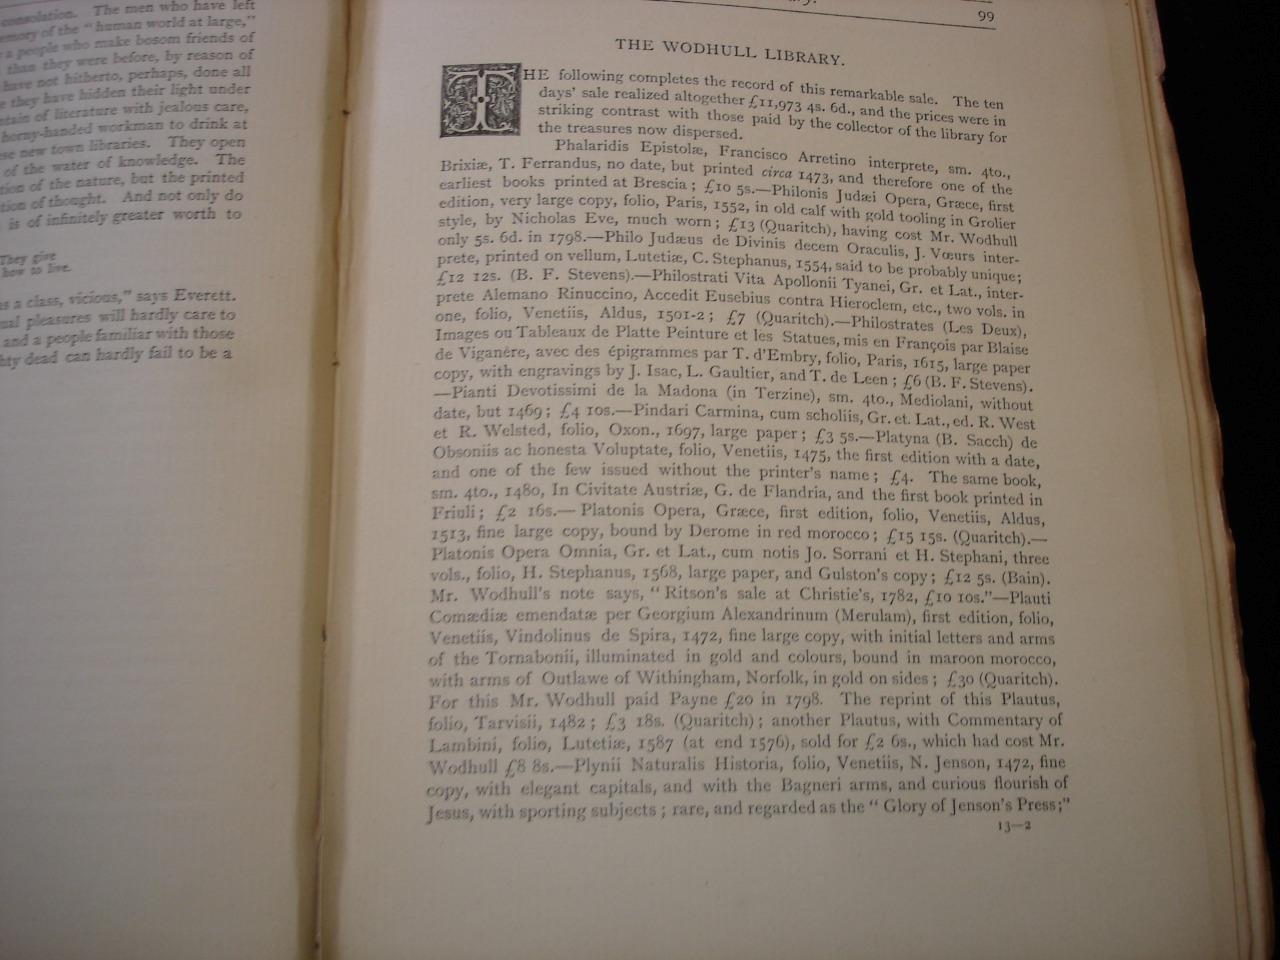 consolation. The men who have left
emory of the "human world at large,"
a people who make bosom friends of
than they were before, by reason of
have not hitherto, perhaps, done all
e they have hidden their light under
ntain of literature with jealous care,
horny-handed workman to drink at
se new town libraries. They open
of the water of knowledge. The
tion of the nature, but the printed
tion of thought. And not only do
is of infinitely greater worth to
They give
how to live.
as a class, vicious," says Everett.
ual pleasures will hardly care to
and a people familiar with those
hty dead can hardly fail to be a
99
THE WODHULL LIBRARY.
THE following completes the record of this remarkable sale. The ten
days' sale realized altogether £11,973 4s. 6d., and the prices were in
striking contrast with those paid by the collector of the library for
the treasures now dispersed.
Phalaridis Epistolæ, Francisco Arretino interprete, sm. 4to.,
Brixiæ, T. Ferrandus, no date, but printed circa 1473, and therefore one of the
earliest books printed at Brescia; £10 5s.—Philonis Judæi Opera, Græce, first
edition, very large copy, folio, Paris, 1552, in old calf with gold tooling in Grolier
style, by Nicholas Eve, much worn; £13 (Quaritch), having cost Mr. Wodhull
only 5s. 6d. in 1798.—Philo Judæus de Divinis decem Oraculis, J. Vœurs inter-
prete, printed on vellum, Lutetiæ, C. Stephanus, 1554, said to be probably unique;
£12 12s. (B. F. Stevens).—Philostrati Vita Apollonii Tyanei, Gr. et Lat., inter-
prete Alemano Rinuccino, Accedit Eusebius contra Hieroclem, etc., two vols. in
one, folio, Venetiis, Aldus, 1501-2; £7 (Quaritch).—Philostrates (Les Deux),
Images ou Tableaux de Platte Peinture et les Statues, mis en François par Blaise
de Viganère, avec des épigrammes par T. d'Embry, folio, Paris, 1615, large paper
copy, with engravings by J. Isac, L. Gaultier, and T. de Leen; £6 (B. F. Stevens).
—Pianti Devotissimi de la Madona (in Terzine), sm. 4to., Mediolani, without
date, but 1469; £4 10s.—Pindari Carmina, cum scholiis, Gr. et. Lat., ed. R. West
et R. Welsted, folio, Oxon., 1697, large paper; £3 5s.—Platyna (B. Sacch) de
Obsoniis ac honesta Voluptate, folio, Venetiis, 1475, the first edition with a date,
and one of the few issued without the printer's name; £4. The same book,
sm. 4to., 1480, In Civitate Austriæ, G. de Flandria, and the first book printed in
Friuli; £2 16s.—Platonis Opera, Græce, first edition, folio, Venetiis, Aldus,
1513, fine large copy, bound by Derome in red morocco; £15 15s. (Quaritch).—
Platonis Opera Omnia, Gr. et Lat., cum notis Jo. Sorrani et H. Stephani, three
vols., folio, H. Stephanus, 1568, large paper, and Gulston's copy; £12 5s. (Bain).
Mr. Wodhull's note says, "Ritson's sale at Christie's, 1782, £10 10s."—Plauti
Comædiæ emendatæ per Georgium Alexandrinum (Merulam), first edition, folio,
Venetiis, Vindolinus de Spira, 1472, fine large copy, with initial letters and arms
of the Tornabonii, illuminated in gold and colours, bound in maroon morocco,
with arms of Outlawe of Withingham, Norfolk, in gold on sides; £30 (Quaritch).
For this Mr. Wodhull paid Payne £20 in 1798. The reprint of this Plautus,
folio, Tarvisii, 1482; £3 18s. (Quaritch); another Plautus, with Commentary of
Lambini, folio, Lutetiæ, 1587 (at end 1576), sold for £2 6s., which had cost Mr.
Wodhull £8 8s.—Plynii Naturalis Historia, folio, Venetiis, N. Jenson, 1472, fine
copy, with elegant capitals, and with the Bagneri arms, and curious flourish of
Jesus, with sporting subjects; rare, and regarded as the "Glory of Jenson's Press;"
13—2